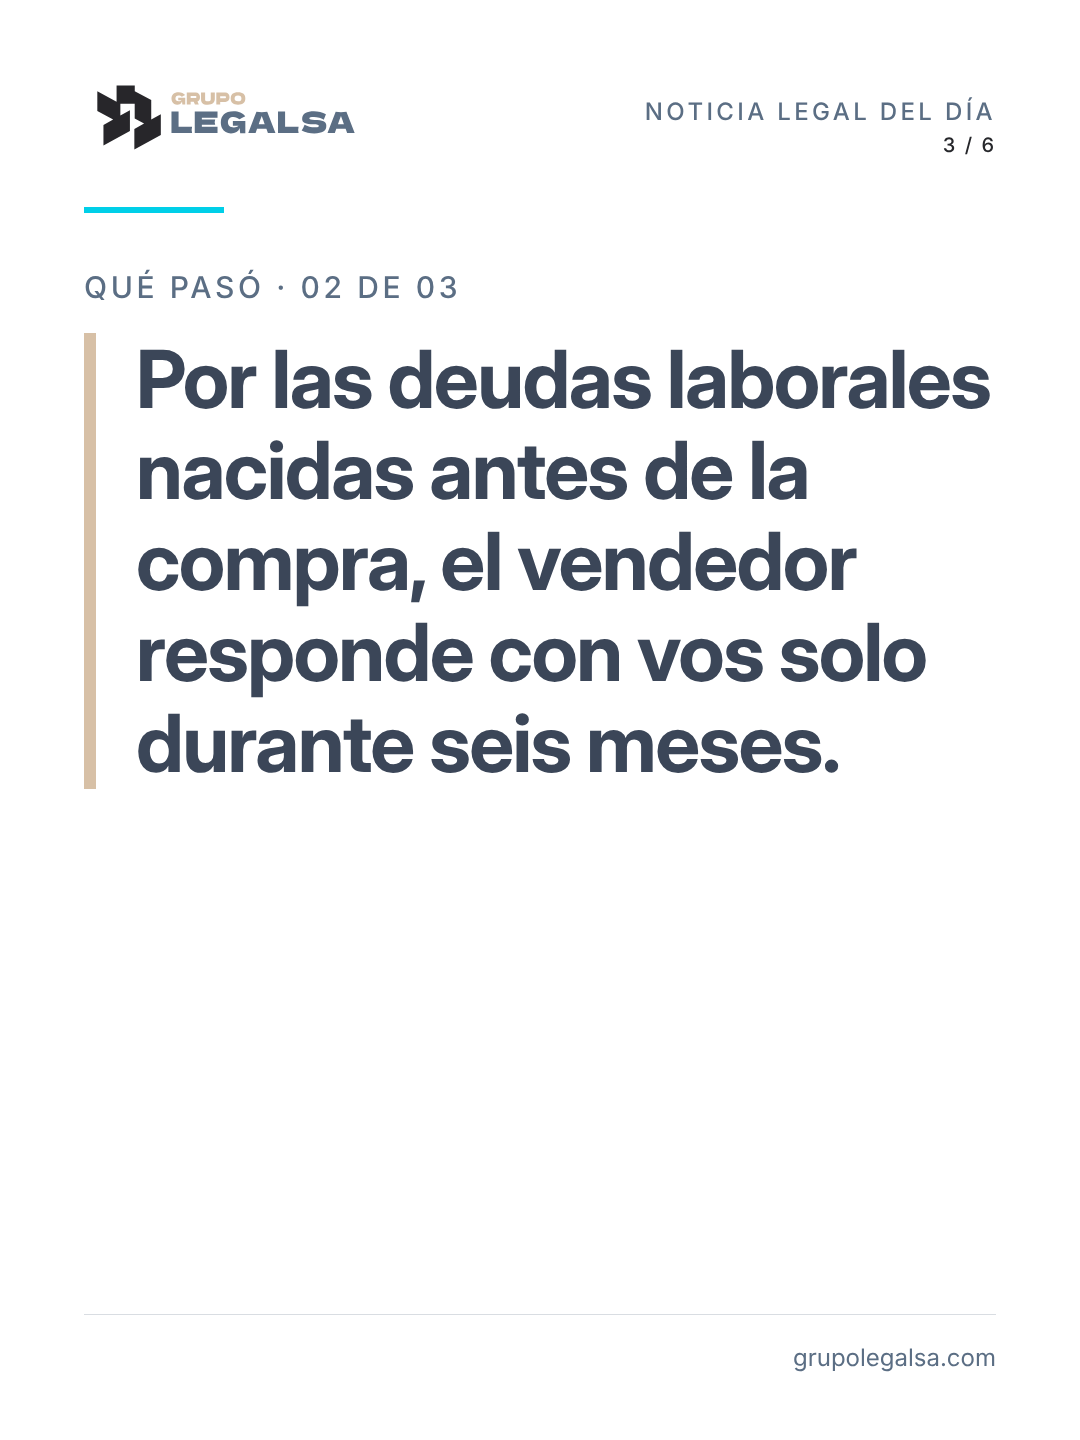 GRUPO
LEGALSA
NOTICIA LEGAL DEL DÍA
3 / 6
QUÉ PASÓ · 02 DE 03
Por las deudas laborales
nacidas antes de la
compra, el vendedor
responde con vos solo
durante seis meses.
grupolegalsa.com